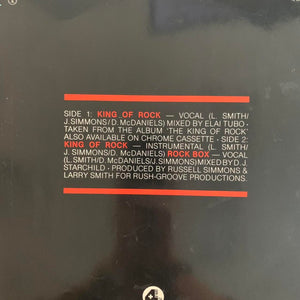 SIDE 1: KING OF ROCK — VOCAL (L. SMITH/
J. SIMMONS/D. McDANIELS) MIXED BY ELAI TUBO •
TAKEN FROM THE ALBUM 'THE KING OF ROCK'
ALSO AVAILABLE ON CHROME CASSETTE • SIDE 2:
KING OF ROCK — INSTRUMENTAL (L. SMITH/
J. SIMMONS/D. McDANIELS) ROCK BOX — VOCAL
(L. SMITH/D. McDANIELS/J. SIMMONS) MIXED BY D. J.
STARCHILD • PRODUCED BY RUSSELL SIMMONS &
LARRY SMITH FOR RUSH-GROOVE PRODUCTIONS.